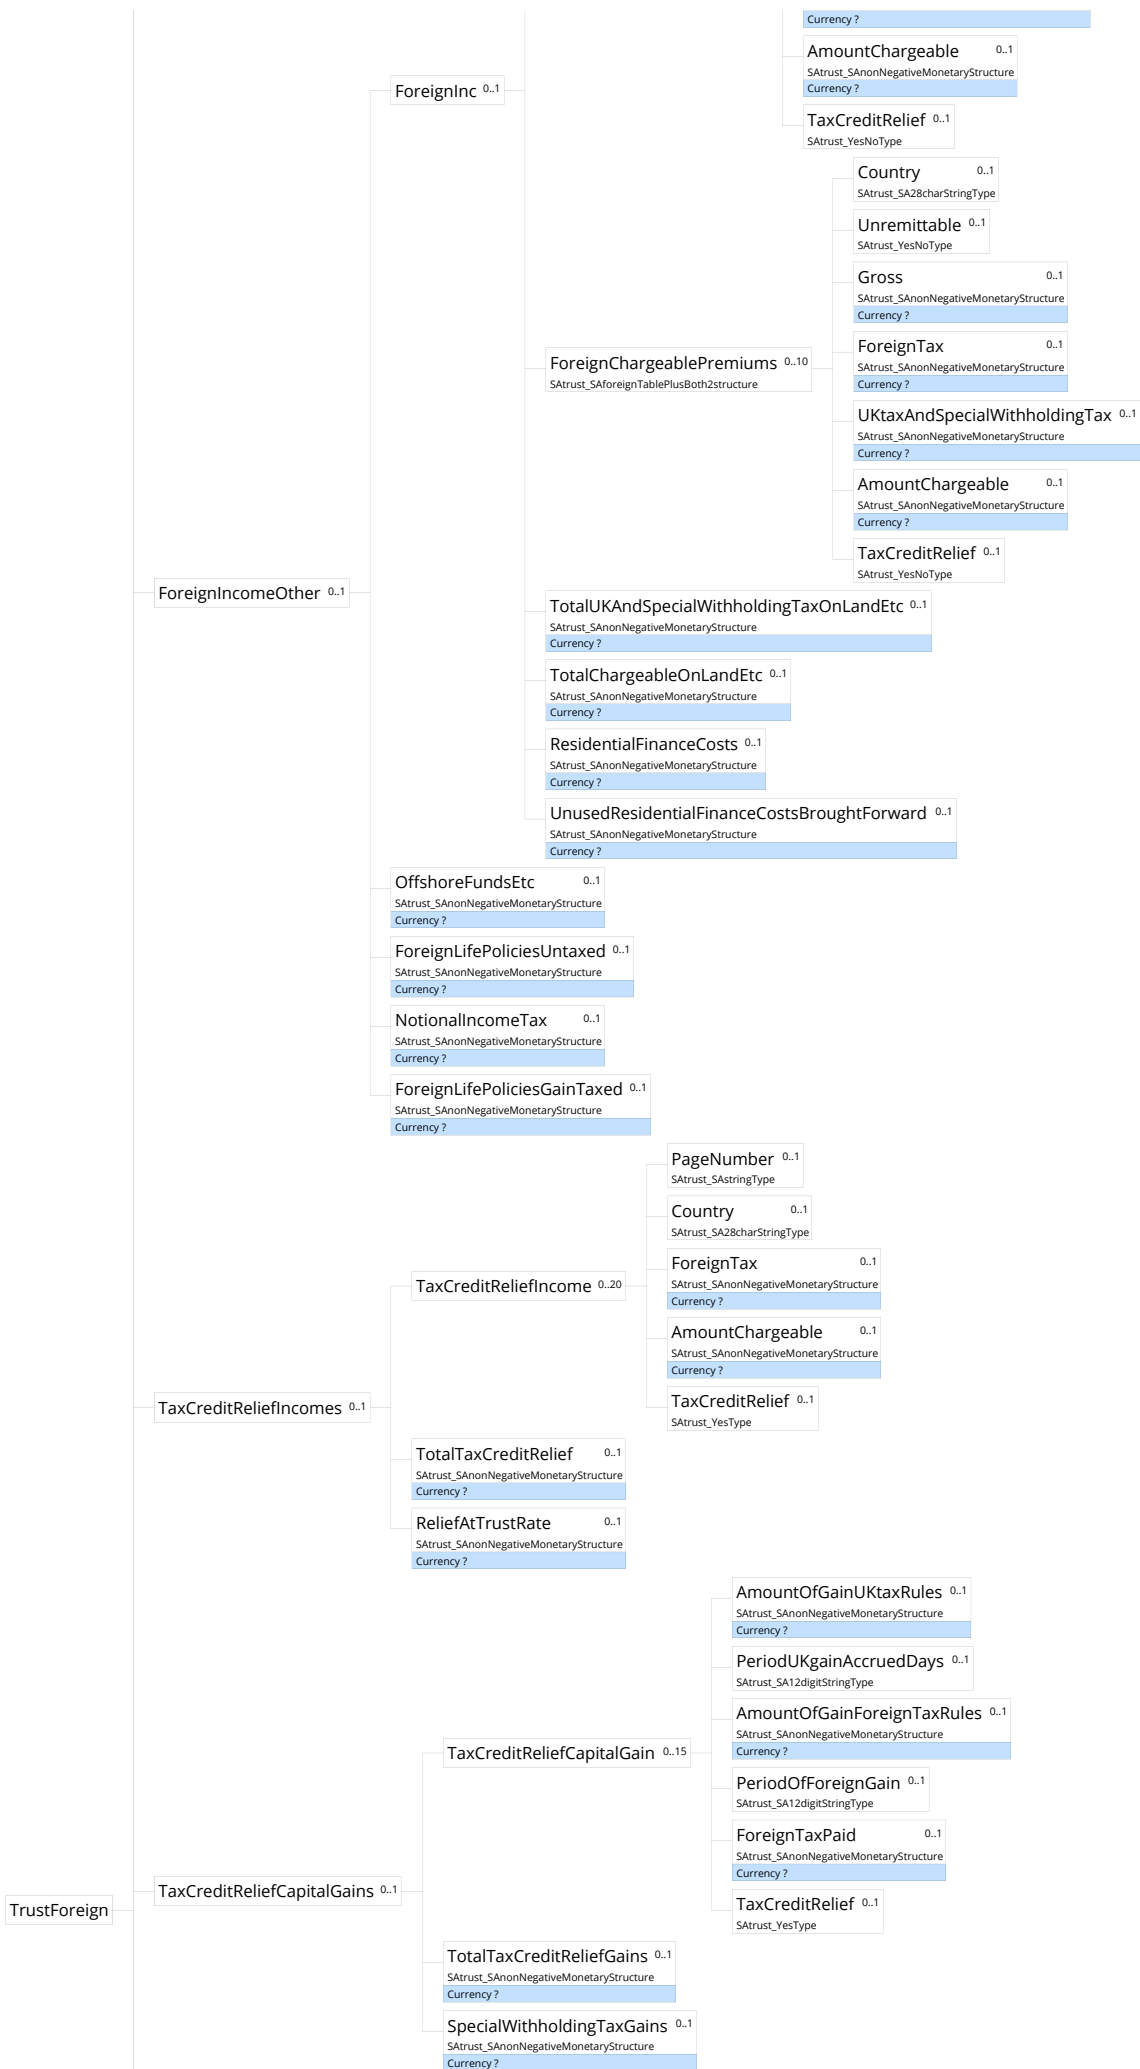 Currency ?
AmountChargeable 0..1
SAtrust_SAnonNegativeMonetaryStructure
Currency ?
ForeignInc 0..1
TaxCreditRelief 0..1
SAtrust_YesNoType
Country 0..1
SAtrust_SA28charStringType
Unremittable 0..1
SAtrust_YesNoType
Gross 0..1
SAtrust_SAnonNegativeMonetaryStructure
Currency ?
ForeignTax 0..1
SAtrust_SAnonNegativeMonetaryStructure
Currency ?
ForeignChargeablePremiums 0..10
SAtrust_SAforeignTablePlusBoth2structure
UKtaxAndSpecialWithholdingTax 0..1
SAtrust_SAnonNegativeMonetaryStructure
Currency ?
AmountChargeable 0..1
SAtrust_SAnonNegativeMonetaryStructure
Currency ?
TaxCreditRelief 0..1
SAtrust_YesNoType
ForeignIncomeOther 0..1
TotalUKAndSpecialWithholdingTaxOnLandEtc 0..1
SAtrust_SAnonNegativeMonetaryStructure
Currency ?
TotalChargeableOnLandEtc 0..1
SAtrust_SAnonNegativeMonetaryStructure
Currency ?
ResidentialFinanceCosts 0..1
SAtrust_SAnonNegativeMonetaryStructure
Currency ?
UnusedResidentialFinanceCostsBroughtForward 0..1
SAtrust_SAnonNegativeMonetaryStructure
Currency ?
OffshoreFundsEtc 0..1
SAtrust_SAnonNegativeMonetaryStructure
Currency ?
ForeignLifePoliciesUntaxed 0..1
SAtrust_SAnonNegativeMonetaryStructure
Currency ?
NotionalIncomeTax 0..1
SAtrust_SAnonNegativeMonetaryStructure
Currency ?
ForeignLifePoliciesGainTaxed 0..1
SAtrust_SAnonNegativeMonetaryStructure
Currency ?
PageNumber 0..1
SAtrust_SAstringType
Country 0..1
SAtrust_SA28charStringType
ForeignTax 0..1
SAtrust_SAnonNegativeMonetaryStructure
Currency ?
TaxCreditReliefIncome 0..20
AmountChargeable 0..1
SAtrust_SAnonNegativeMonetaryStructure
Currency ?
TaxCreditRelief 0..1
SAtrust_YesType
TaxCreditReliefIncomes 0..1
TotalTaxCreditRelief 0..1
SAtrust_SAnonNegativeMonetaryStructure
Currency ?
ReliefAtTrustRate 0..1
SAtrust_SAnonNegativeMonetaryStructure
Currency ?
AmountOfGainUKtaxRules 0..1
SAtrust_SAnonNegativeMonetaryStructure
Currency ?
PeriodUKgainAccruedDays 0..1
SAtrust_SA12digitStringType
AmountOfGainForeignTaxRules 0..1
SAtrust_SAnonNegativeMonetaryStructure
Currency ?
TaxCreditReliefCapitalGain 0..15
PeriodOfForeignGain 0..1
SAtrust_SA12digitStringType
ForeignTaxPaid 0..1
SAtrust_SAnonNegativeMonetaryStructure
Currency ?
TaxCreditRelief 0..1
SAtrust_YesType
TaxCreditReliefCapitalGains 0..1
TrustForeign
TotalTaxCreditReliefGains 0..1
SAtrust_SAnonNegativeMonetaryStructure
Currency ?
SpecialWithholdingTaxGains 0..1
SAtrust_SAnonNegativeMonetaryStructure
Currency ?